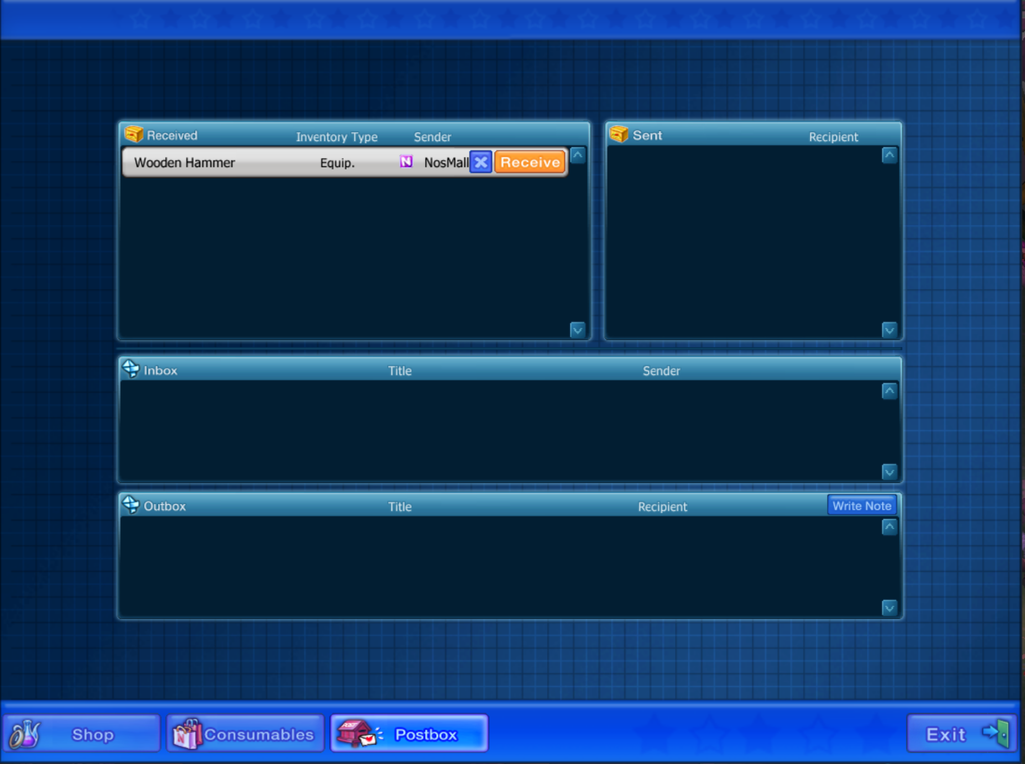 Received Inventory Type Sender
Wooden Hammer Equip. N NosMall Receive
Sent Recipient
Inbox Title Sender
Outbox Title Recipient Write Note
Shop Consumables Postbox Exit